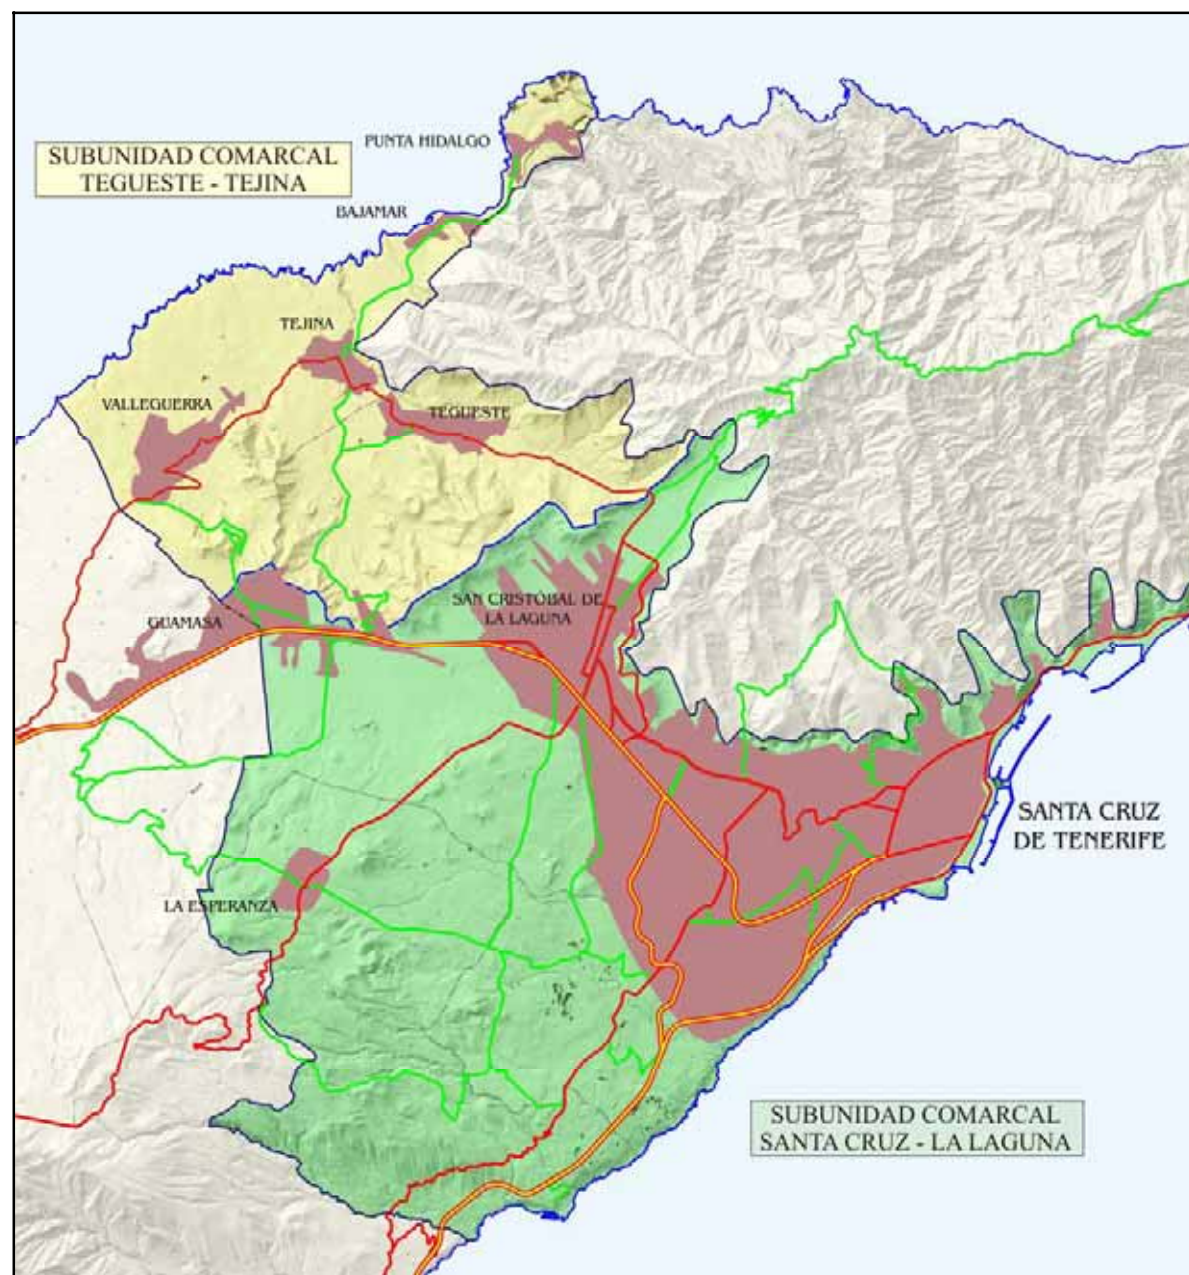 PUNTA HIDALGO
SUBUNIDAD COMARCAL
TEGUESTE - TEJINA
BAJAMAR
TEJINA
VALLEGUERRA
TEGUESTE
SAN CRISTÓBAL DE
LA LAGUNA
GUAMASA
SANTA CRUZ
DE TENERIFE
LA ESPERANZA
SUBUNIDAD COMARCAL
SANTA CRUZ - LA LAGUNA